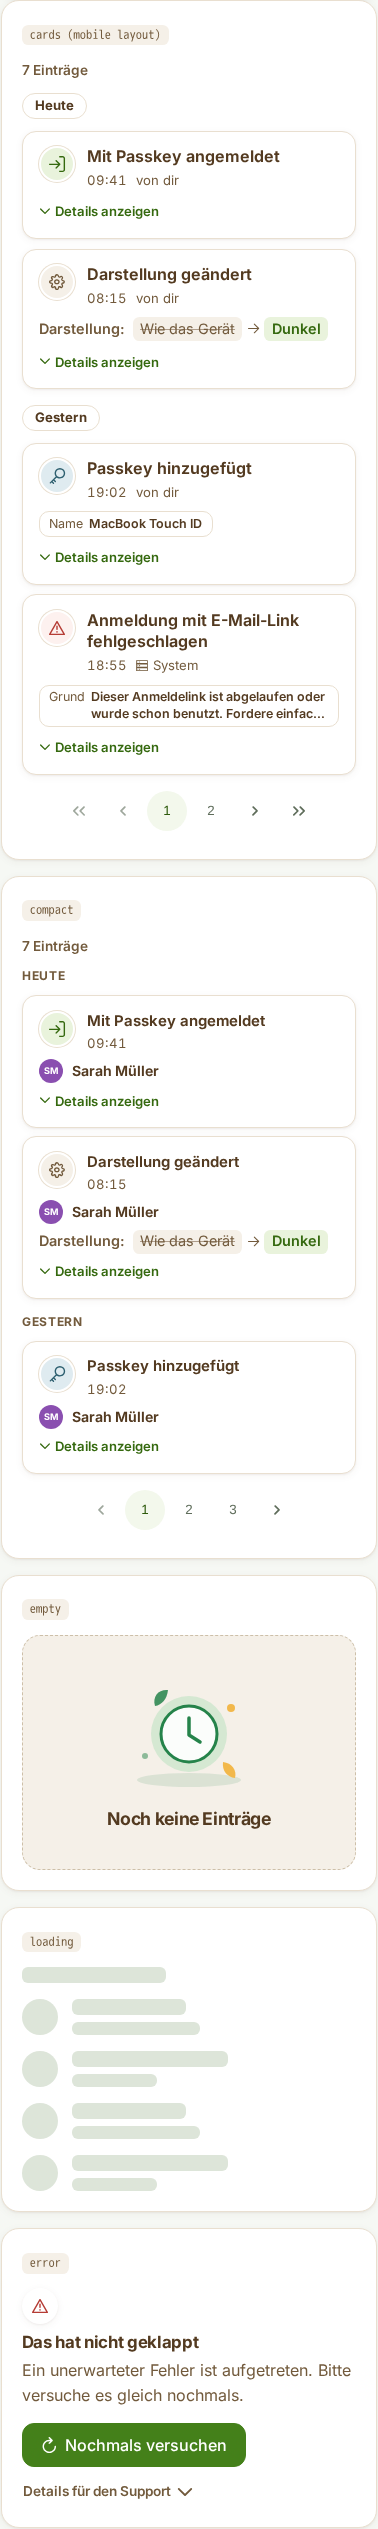 cards (mobile layout)
7 Einträge
Heute
Mit Passkey angemeldet
09:41 von dir
Details anzeigen
Darstellung geändert
08:15 von dir
Darstellung: Wie das Gerät → Dunkel
Details anzeigen
Gestern
Passkey hinzugefügt
19:02 von dir
Name MacBook Touch ID
Details anzeigen
Anmeldung mit E-Mail-Link
fehlgeschlagen
18:55 System
Grund Dieser Anmeldelink ist abgelaufen oder
wurde schon benutzt. Fordere einfac...
Details anzeigen
1 2
compact
7 Einträge
HEUTE
Mit Passkey angemeldet
09:41
SM Sarah Müller
Details anzeigen
Darstellung geändert
08:15
SM Sarah Müller
Darstellung: Wie das Gerät → Dunkel
Details anzeigen
GESTERN
Passkey hinzugefügt
19:02
SM Sarah Müller
Details anzeigen
1 2 3
empty
Noch keine Einträge
loading
error
Das hat nicht geklappt
Ein unerwarteter Fehler ist aufgetreten. Bitte
versuche es gleich nochmals.
Nochmals versuchen
Details für den Support